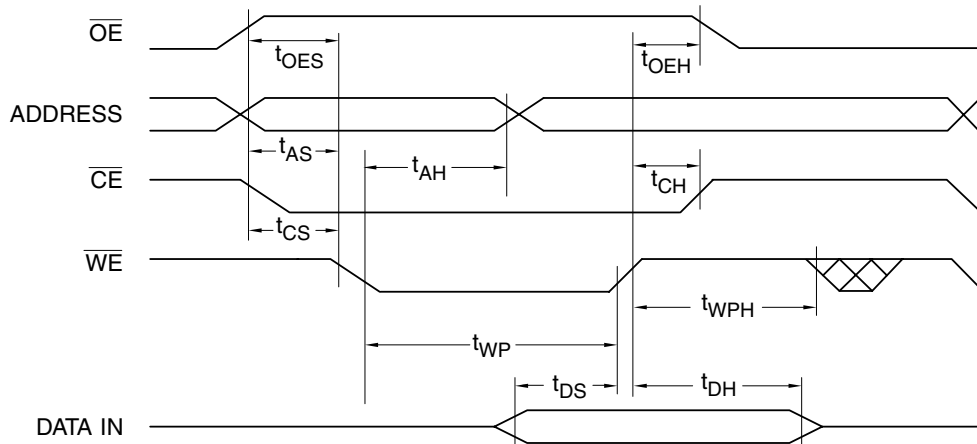 OE
tOES
tOEH
ADDRESS
tAS
tAH
CE
tCH
tCS
WE
tWPH
tWP
tDS
tDH
DATA IN